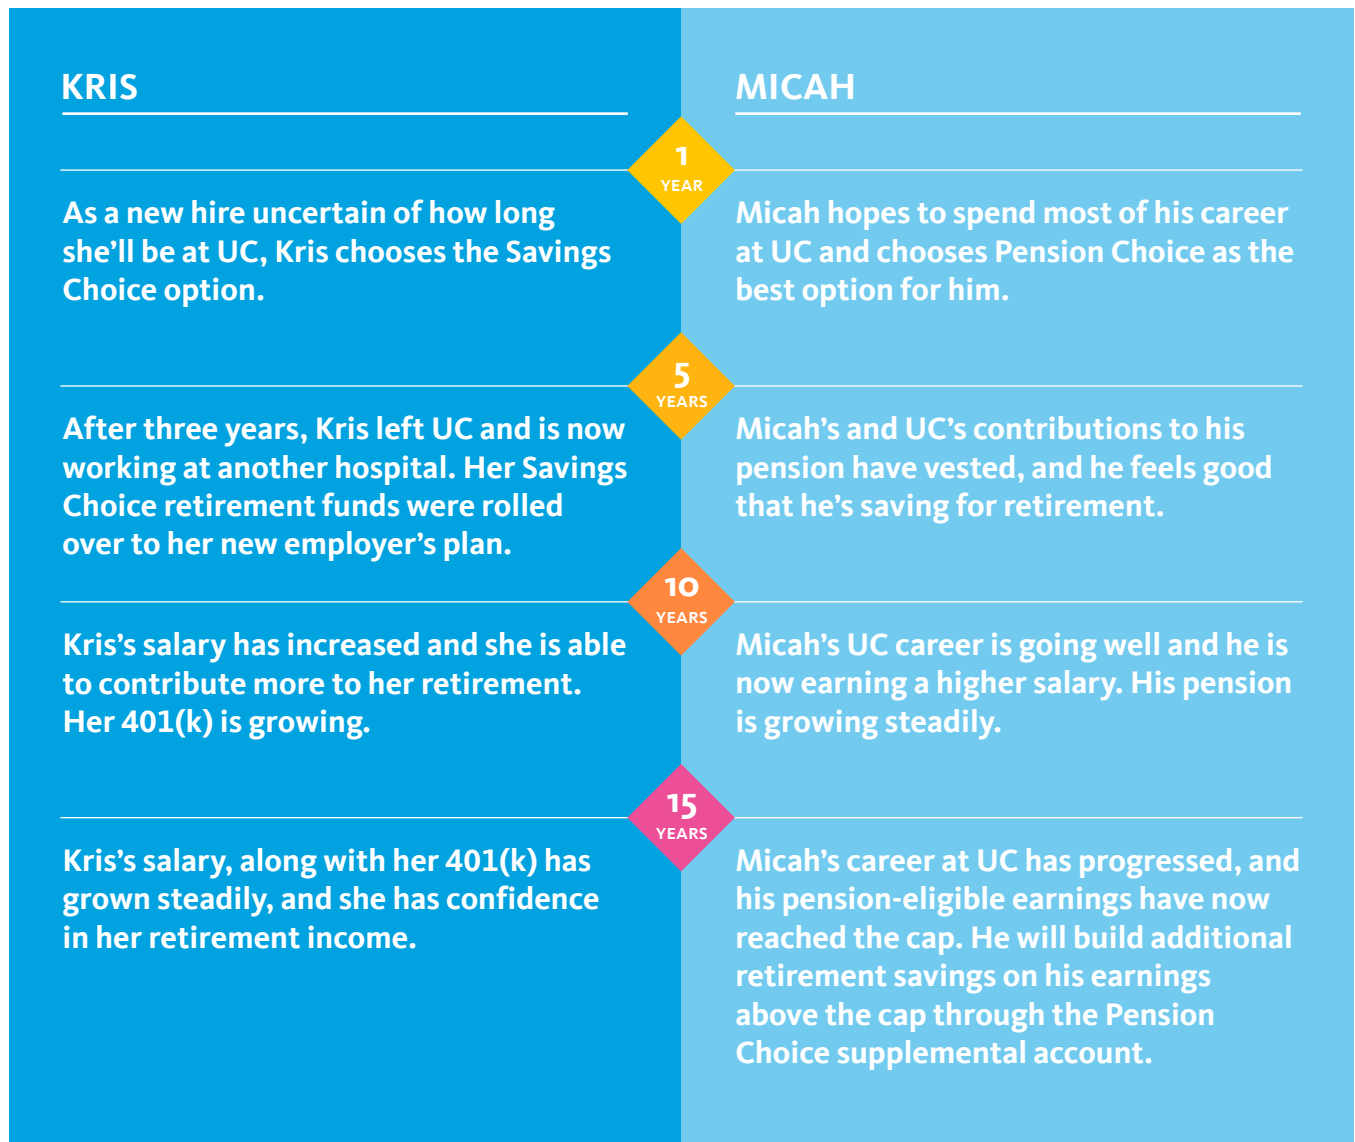 KRIS
MICAH
1
YEAR
As a new hire uncertain of how long
she’ll be at UC, Kris chooses the Savings
Choice option.
Micah hopes to spend most of his career
at UC and chooses Pension Choice as the
best option for him.
5
YEARS
After three years, Kris left UC and is now
working at another hospital. Her Savings
Choice retirement funds were rolled
over to her new employer’s plan.
Micah’s and UC’s contributions to his
pension have vested, and he feels good
that he’s saving for retirement.
10
YEARS
Kris’s salary has increased and she is able
to contribute more to her retirement.
Her 401(k) is growing.
Micah’s UC career is going well and he is
now earning a higher salary. His pension
is growing steadily.
15
YEARS
Kris’s salary, along with her 401(k) has
grown steadily, and she has confidence
in her retirement income.
Micah’s career at UC has progressed, and
his pension-eligible earnings have now
reached the cap. He will build additional
retirement savings on his earnings
above the cap through the Pension
Choice supplemental account.